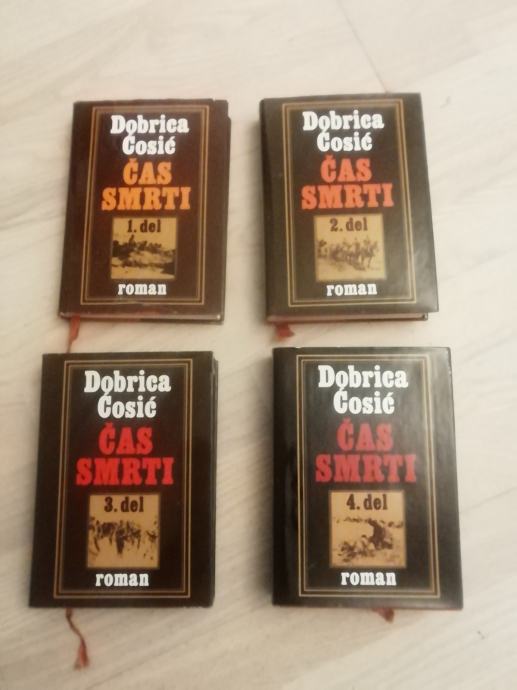 Dobrica
Ćosić
ČAS
SMRTI
1. del
roman
Dobrica
Ćosić
ČAS
SMRTI
2. del
roman
Dobrica
Ćosić
ČAS
SMRTI
3. del
roman
Dobrica
Ćosić
ČAS
SMRTI
4. del
roman